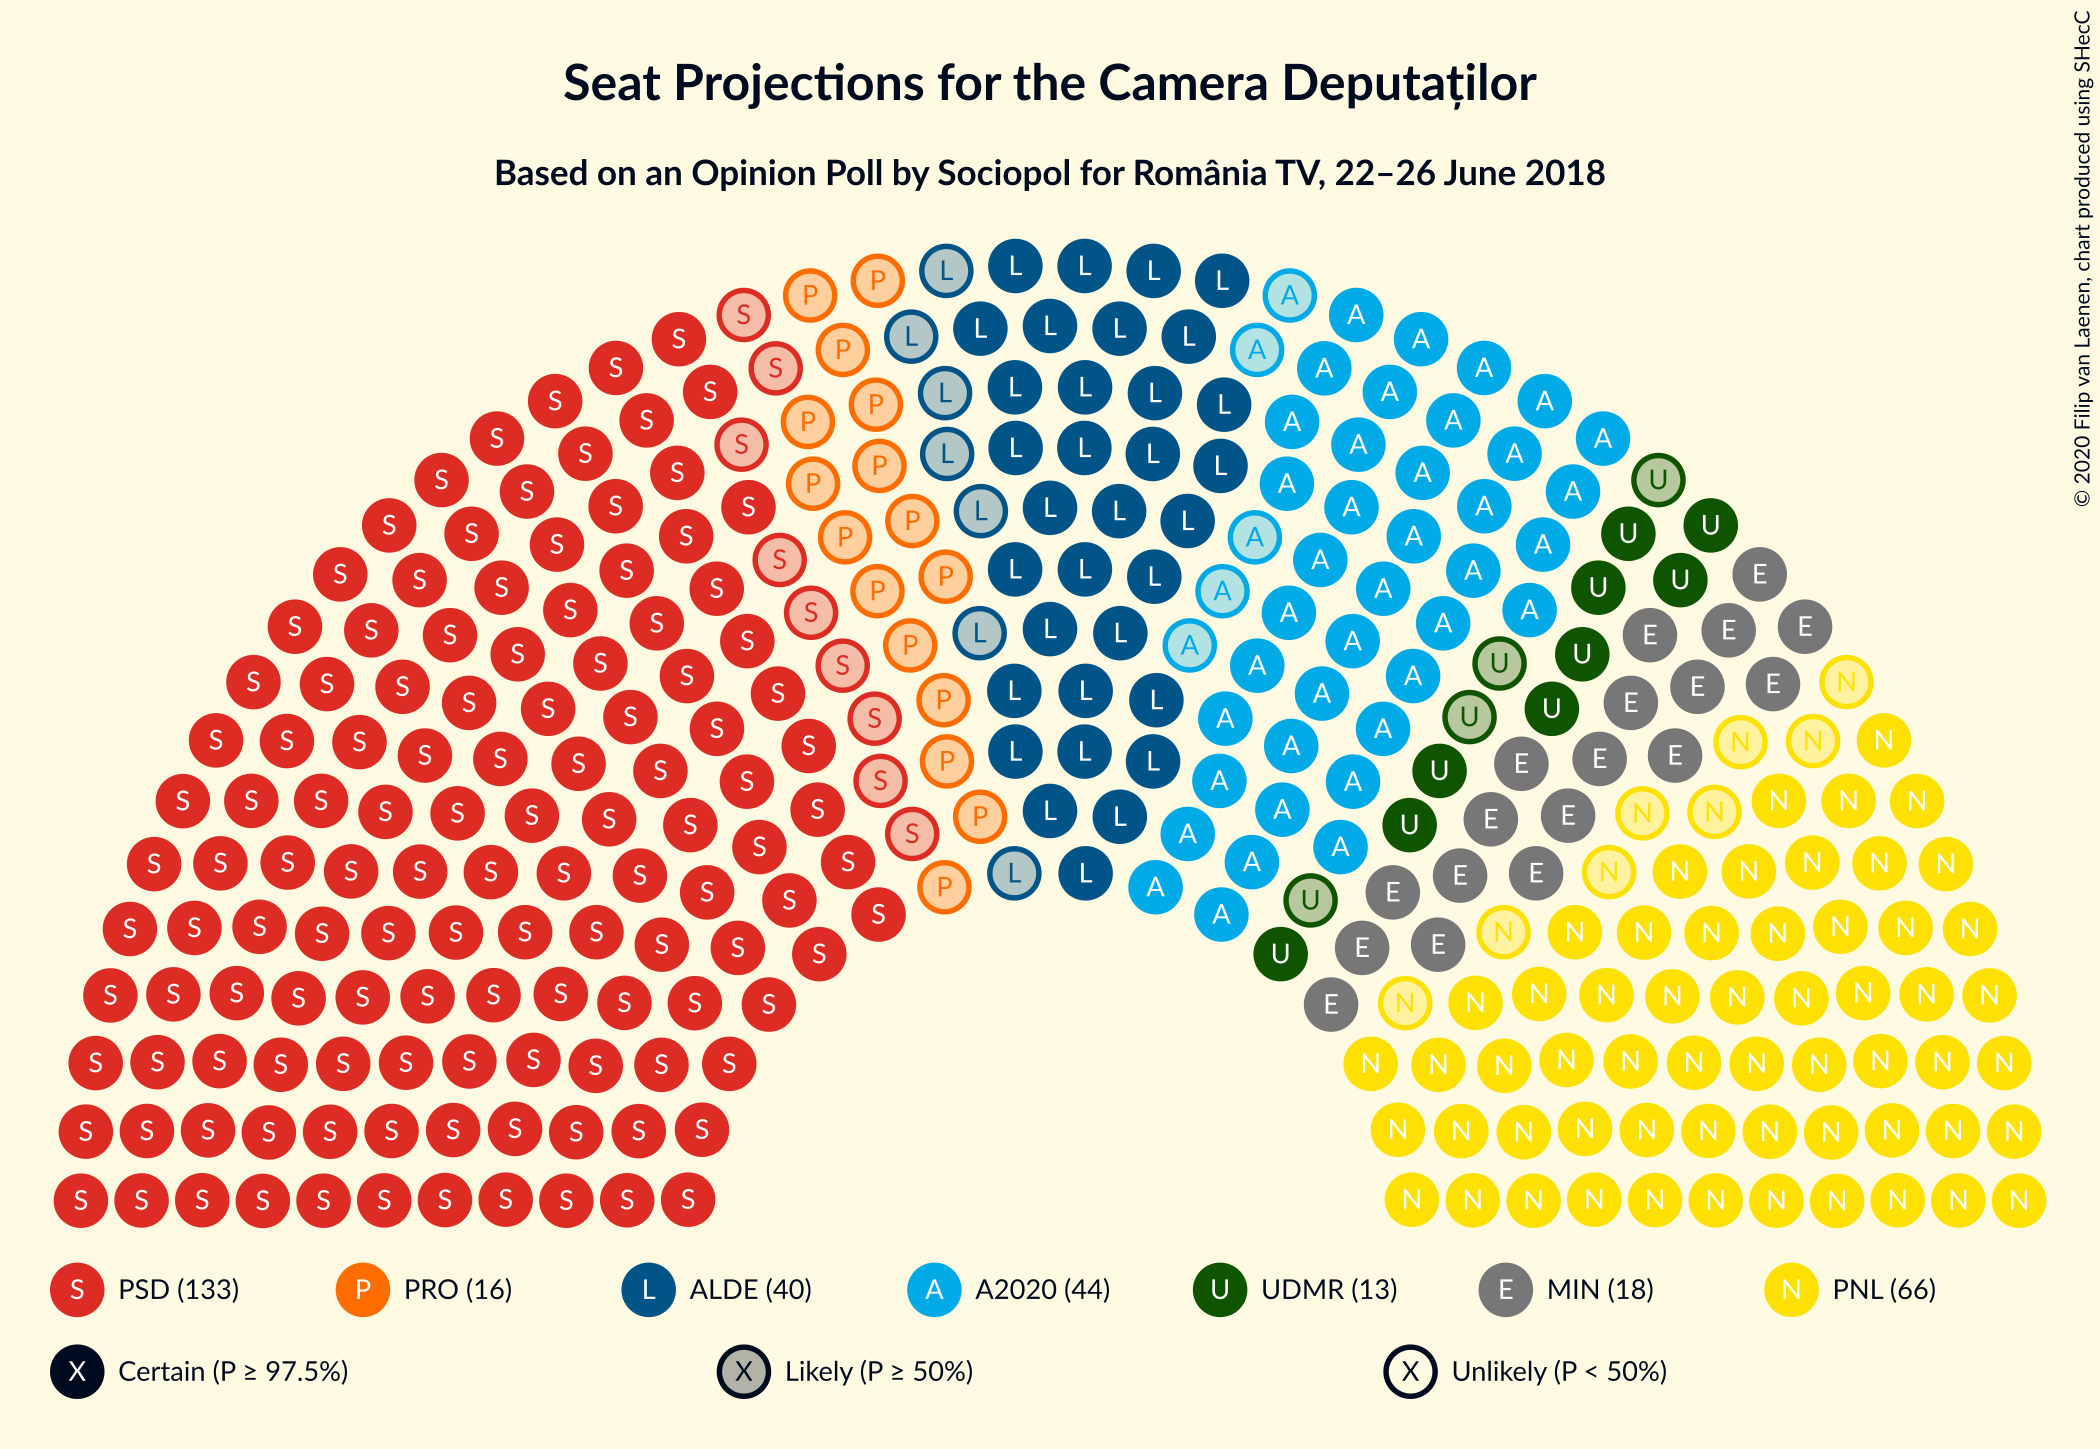 Seat Projections for the Camera Deputaților
Based on an Opinion Poll by Sociopol for România TV, 22–26 June 2018
© 2020 Filip van Laenen, chart produced using SHecC
S PSD (133) P PRO (16) L ALDE (40) A A2020 (44) U UDMR (13) E MIN (18) N PNL (66)
X Certain (P ≥ 97.5%) X Likely (P ≥ 50%) X Unlikely (P < 50%)